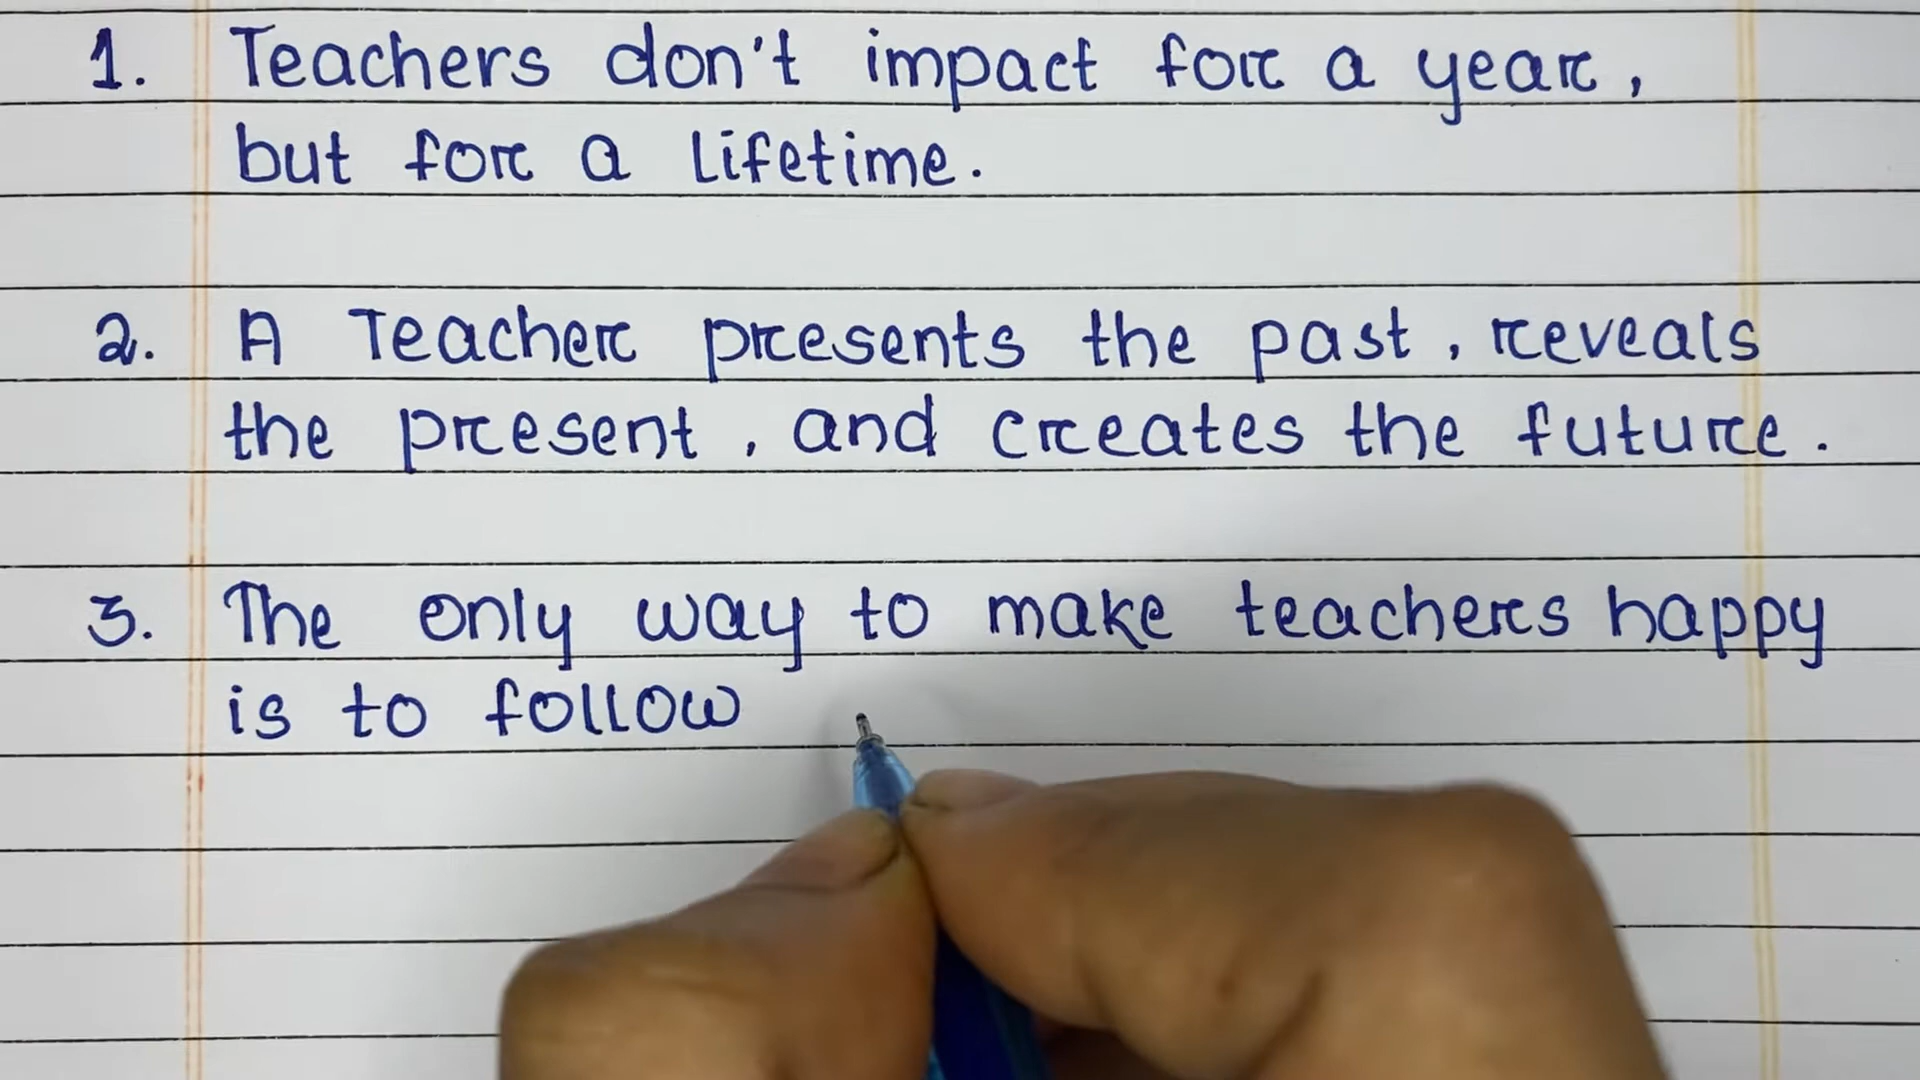 1. Teachers don't impact for a year,
but for a lifetime.
2. A Teacher presents the past, reveals
the present, and creates the future.
3. The only way to make teachers happy
is to follow